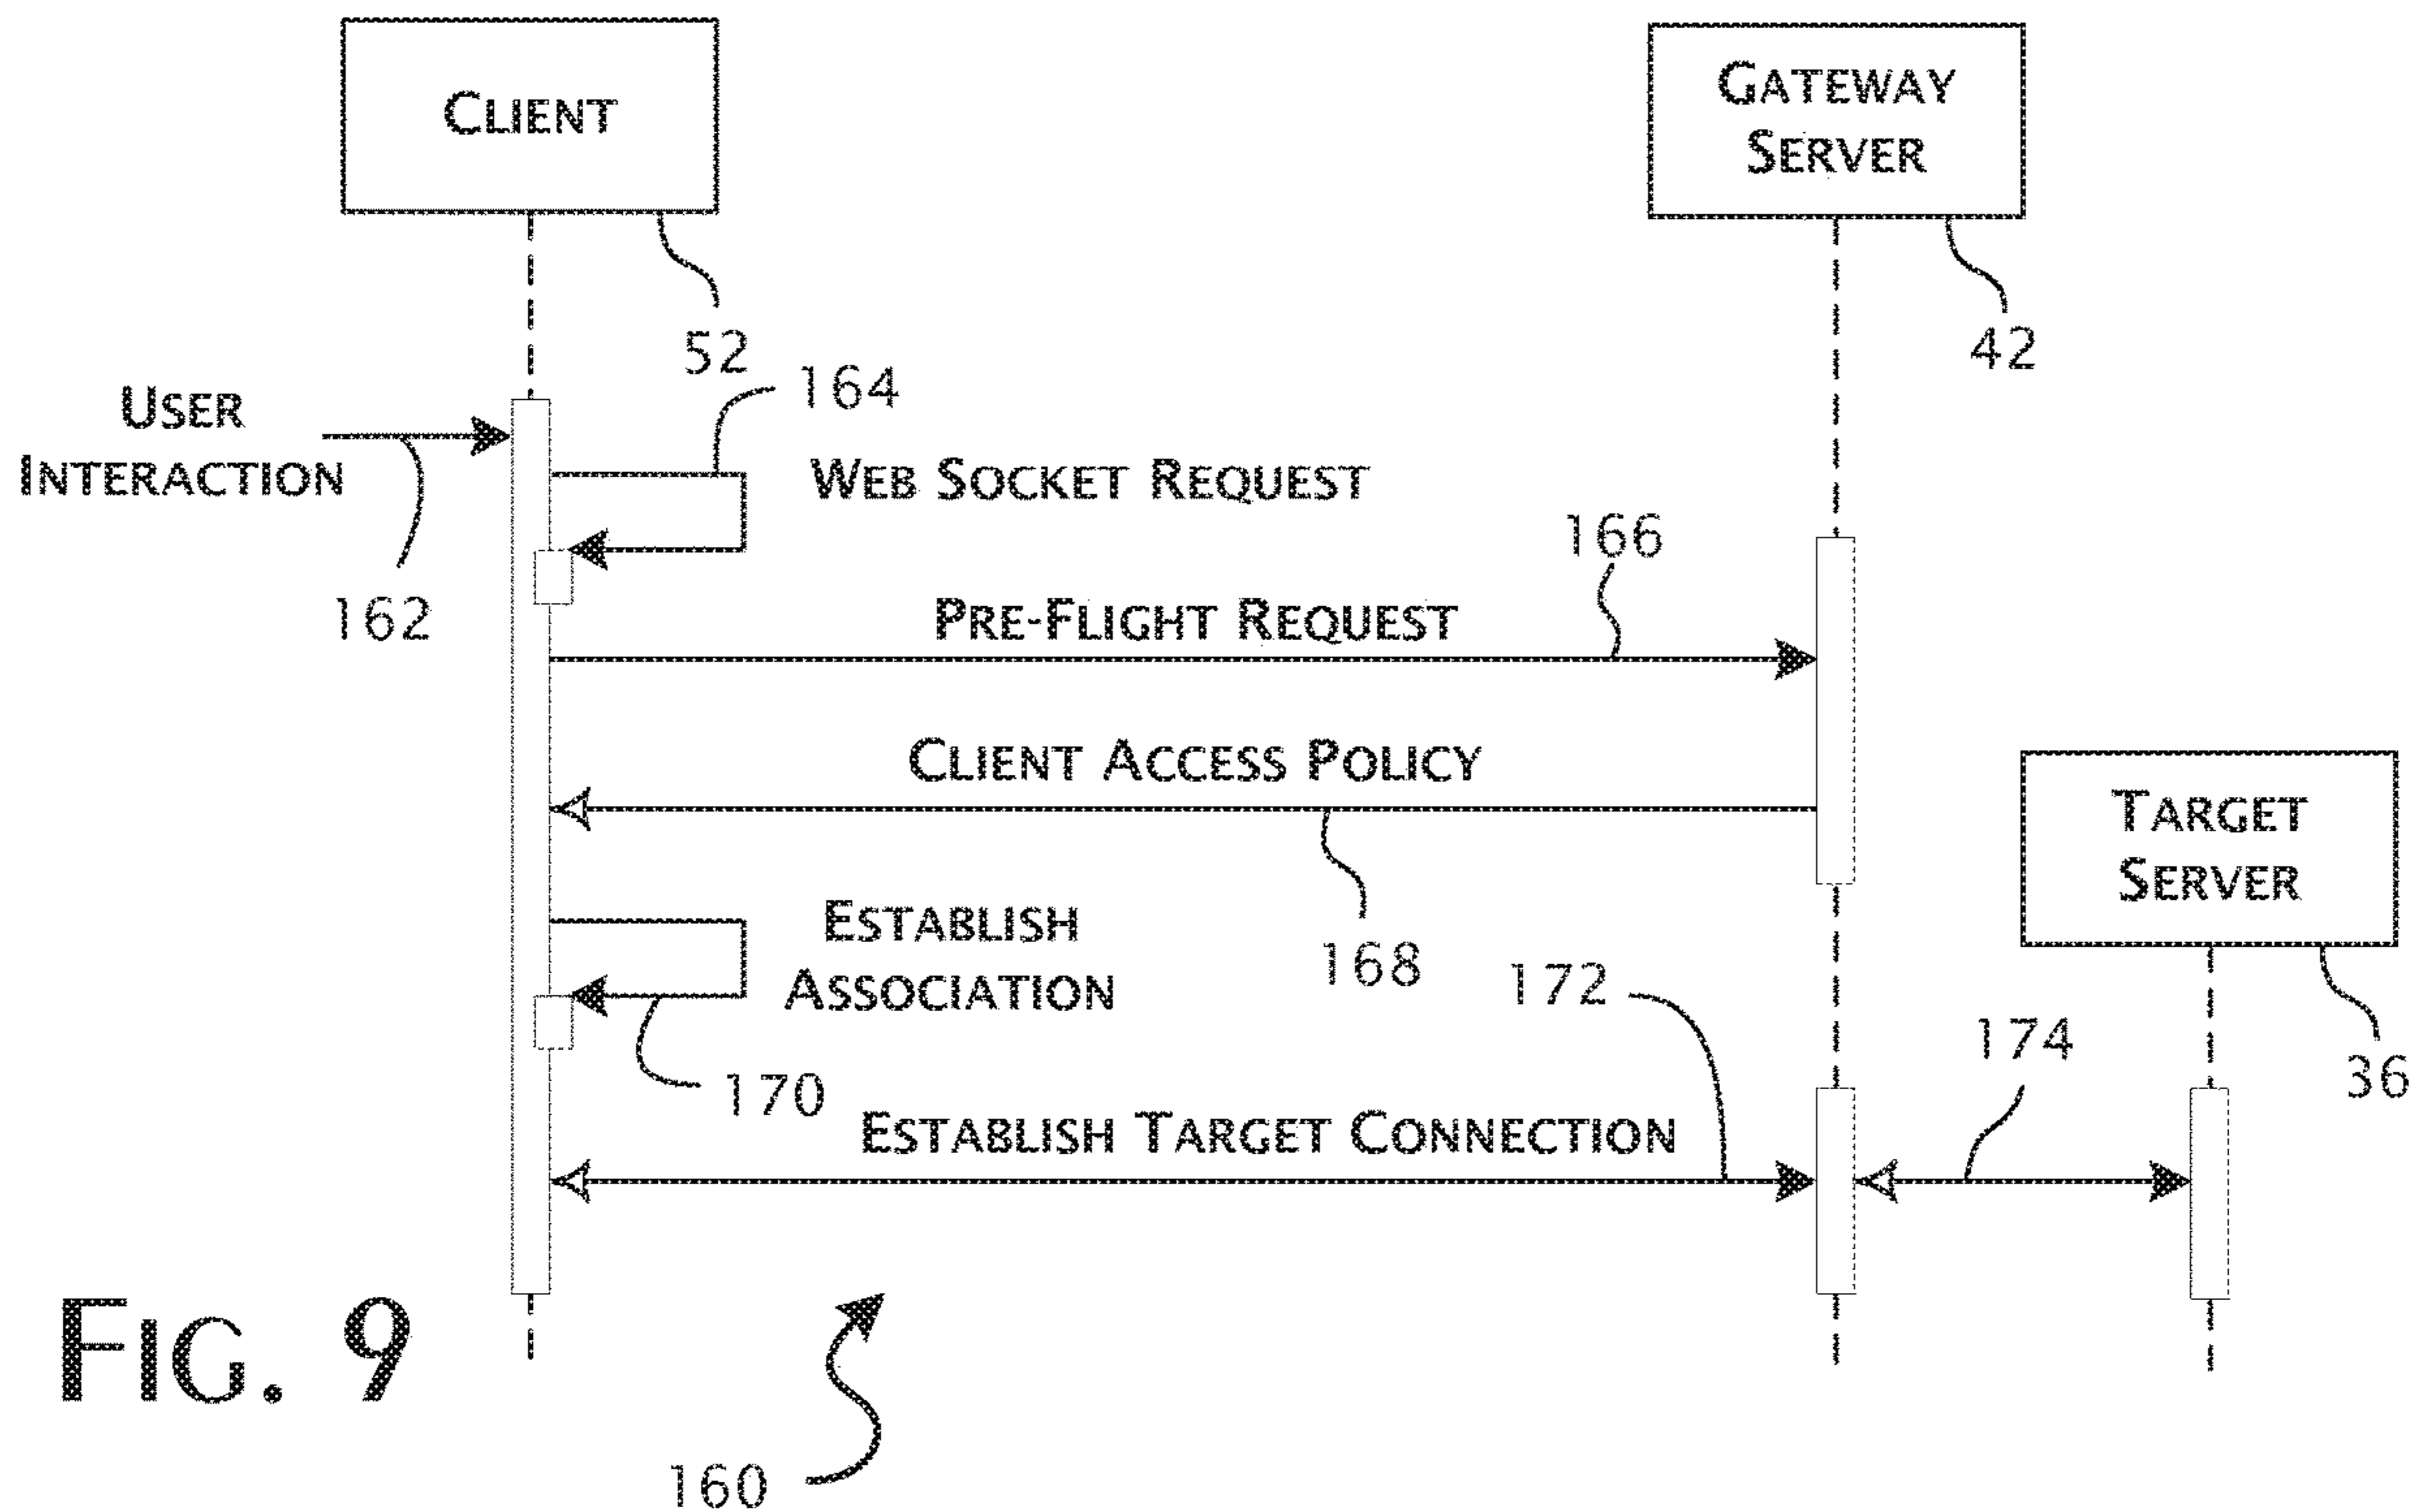 CLIENT
GATEWAY
SERVER
52
42
164
USER
INTERACTION
WEB SOCKET REQUEST
166
162
PRE-FLIGHT REQUEST
CLIENT ACCESS POLICY
TARGET
SERVER
ESTABLISH
ASSOCIATION
168
172
174
36
170
ESTABLISH TARGET CONNECTION
FIG. 9
160